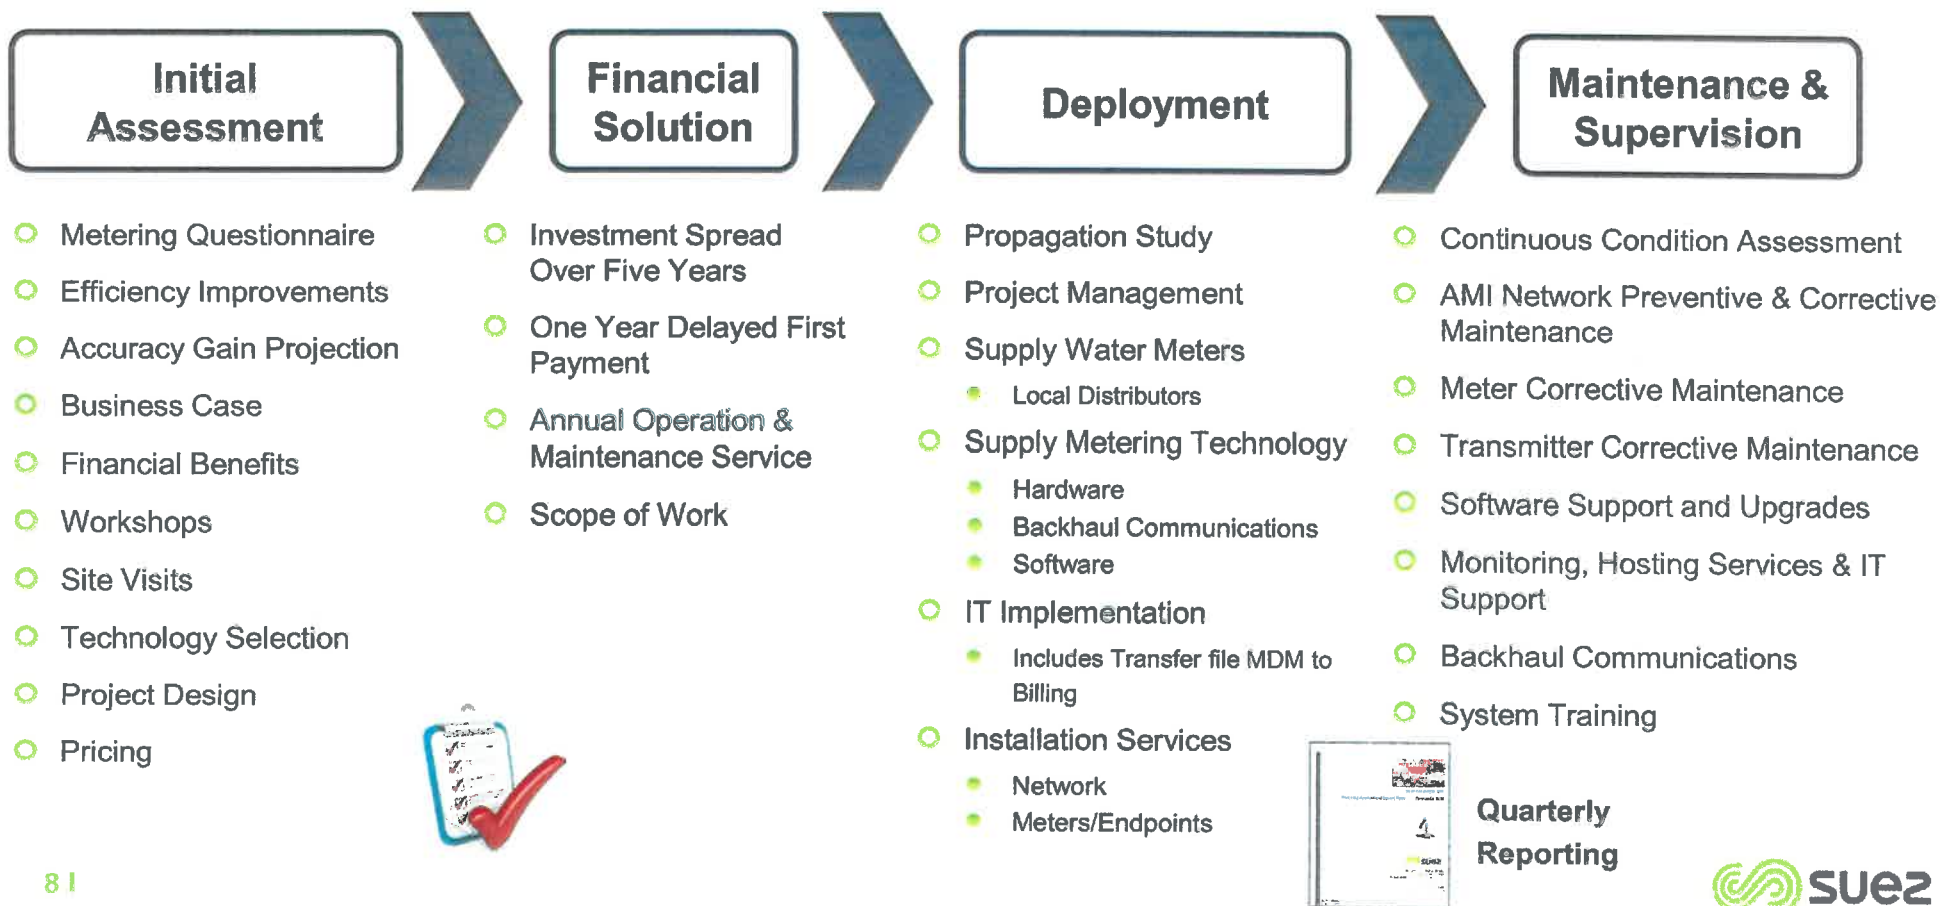 Initial
Assessment
Financial
Solution
Deployment
Maintenance &
Supervision
Metering Questionnaire
Efficiency Improvements
Accuracy Gain Projection
Business Case
Financial Benefits
Workshops
Site Visits
Technology Selection
Project Design
Pricing
Investment Spread
Over Five Years
One Year Delayed First
Payment
Annual Operation &
Maintenance Service
Scope of Work
Propagation Study
Project Management
Supply Water Meters
Local Distributors
Supply Metering Technology
Hardware
Backhaul Communications
Software
IT Implementation
Includes Transfer file MDM to
Billing
Installation Services
Network
Meters/Endpoints
Continuous Condition Assessment
AMI Network Preventive & Corrective
Maintenance
Meter Corrective Maintenance
Transmitter Corrective Maintenance
Software Support and Upgrades
Monitoring, Hosting Services & IT
Support
Backhaul Communications
System Training
suez
Quarterly
Reporting
8 I
suez